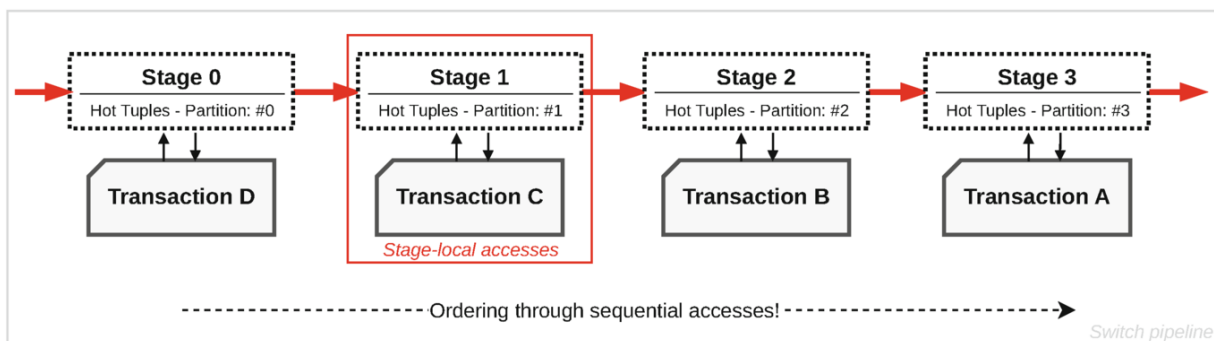 Stage 0
Hot Tuples - Partition: #0
Transaction D
Stage 1
Hot Tuples - Partition: #1
Transaction C
Stage-local accesses
Stage 2
Hot Tuples - Partition: #2
Transaction B
Stage 3
Hot Tuples - Partition: #3
Transaction A
Ordering through sequential accesses!
Switch pipeline